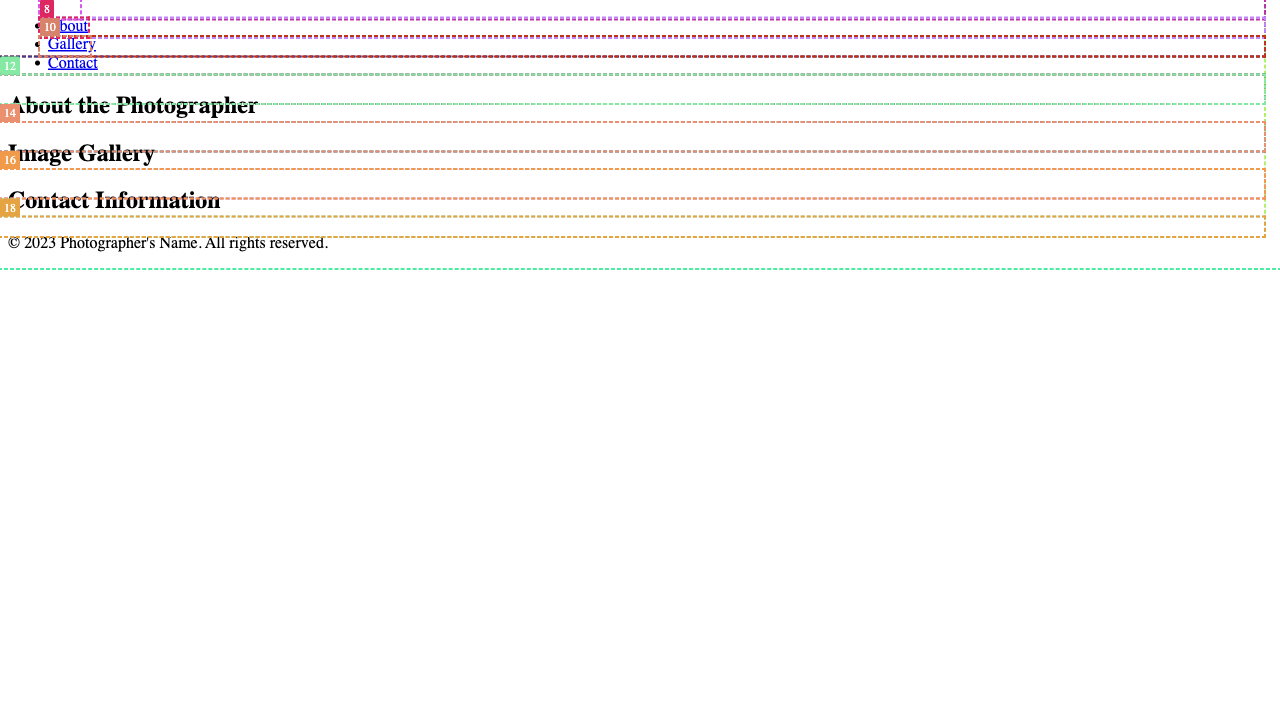 8
10
About
Gallery
12
Contact
About the Photographer
14
Image Gallery
16
Contact Information
18
© 2023 Photographer's Name. All rights reserved.